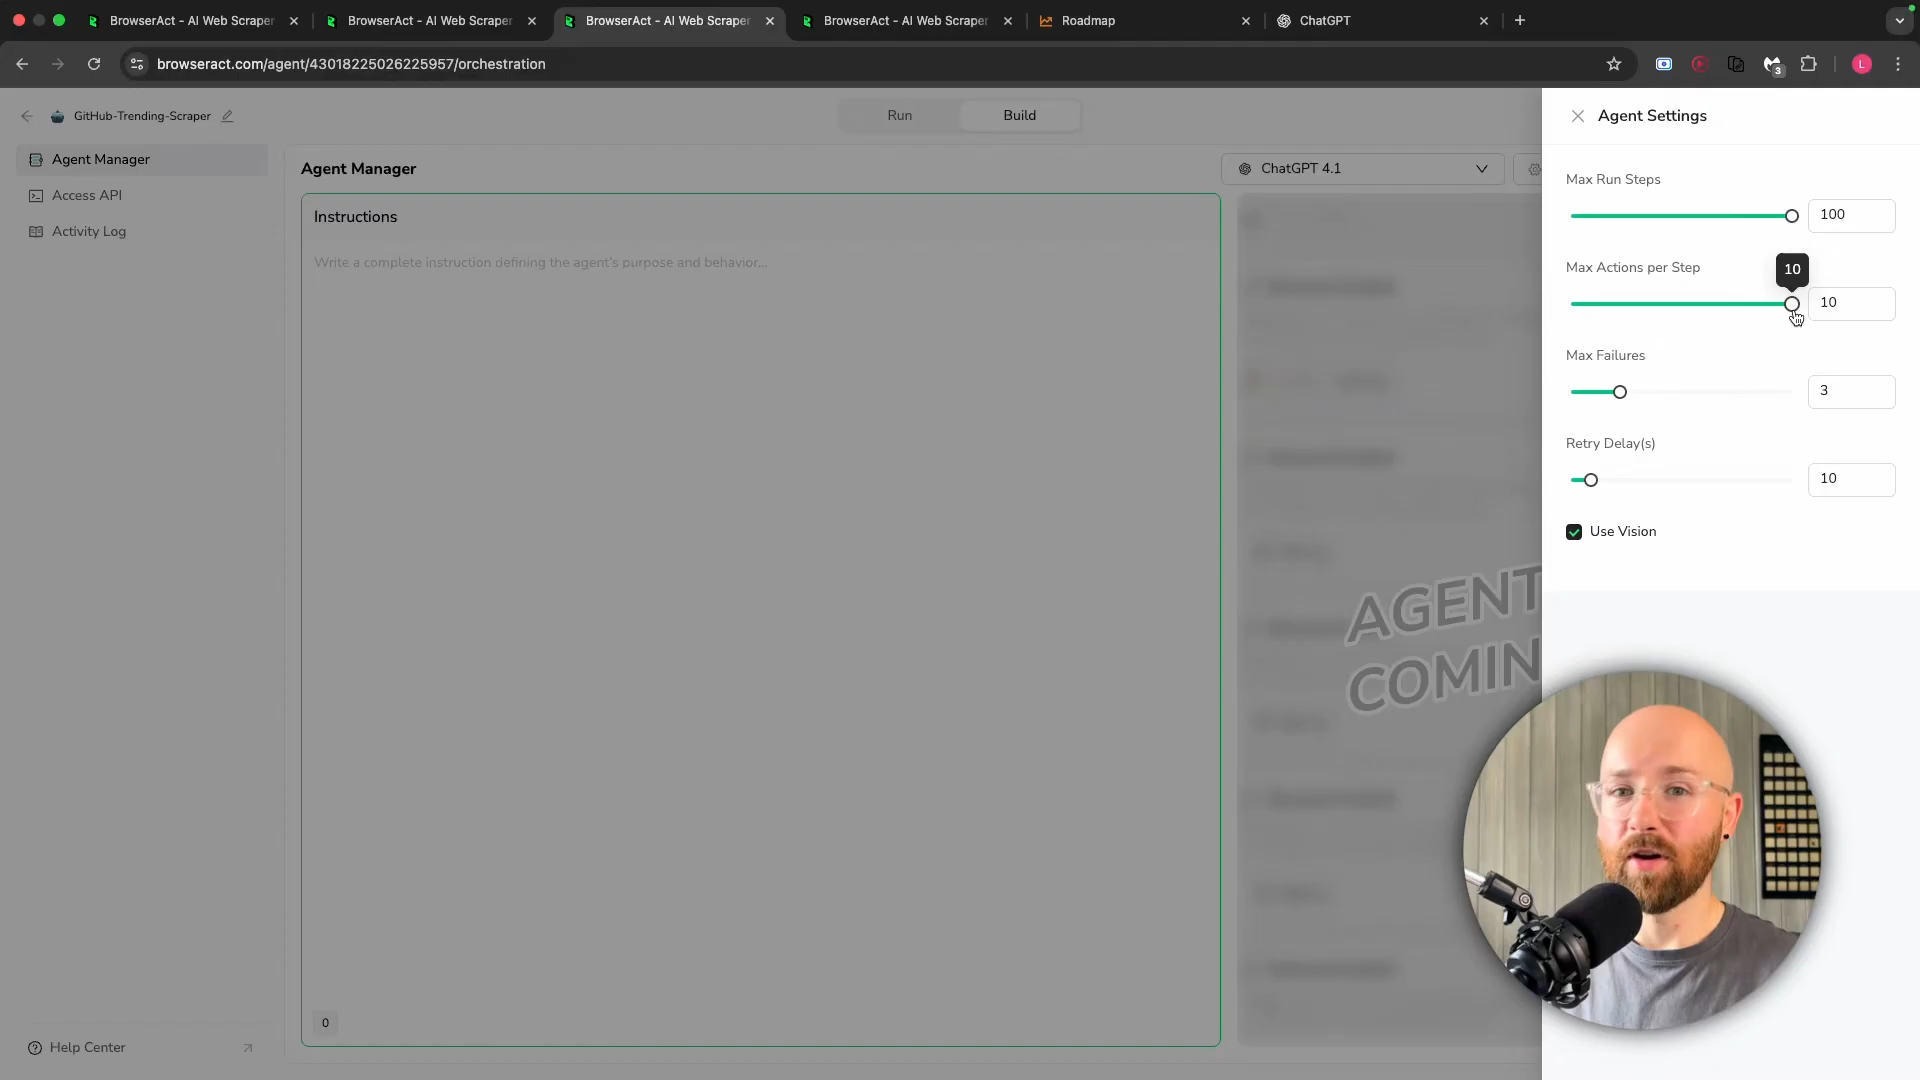 BrowserAct - AI Web Scraper
BrowserAct - AI Web Scraper
BrowserAct - AI Web Scraper
BrowserAct - AI Web Scraper
Roadmap
ChatGPT
browseract.com/agent/43018225026225957/orchestration
3
L
GitHub-Trending-Scraper
Run
Build
Agent Manager
Access API
Activity Log
Help Center
Agent Manager
ChatGPT 4.1
Instructions
Write a complete instruction defining the agent's purpose and behavior...
0
AGENT
COMIN
Agent Settings
Max Run Steps
100
Max Actions per Step
10
10
Max Failures
3
Retry Delay(s)
10
Use Vision